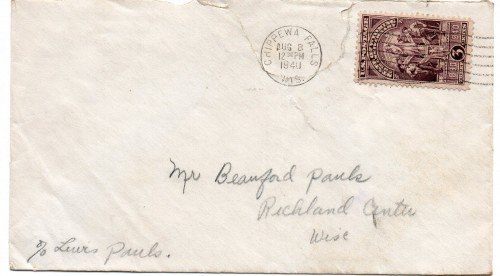 CHIPPEWA FALLS
AUG 8
12 PM
1940
WIS.
Mr Beauford Pauls
Richland Center
Wisc
c/o Lewis Pauls.